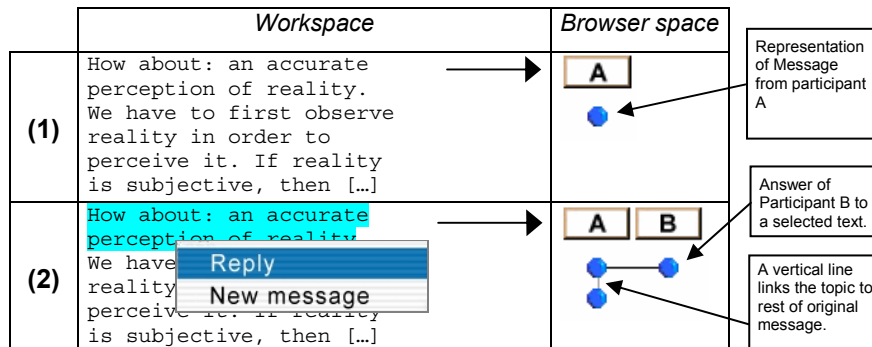 Workspace
Browser space
(1)
How about: an accurate
perception of reality.
We have to first observe
reality in order to
perceive it. If reality
is subjective, then […]
A
Representation
of Message
from participant
A
(2)
How about: an accurate
perception of reality
We have
reality
perceive it. If reality
is subjective, then […]
Reply
New message
A
B
Answer of
Participant B to
a selected text.
A vertical line
links the topic to
rest of original
message.